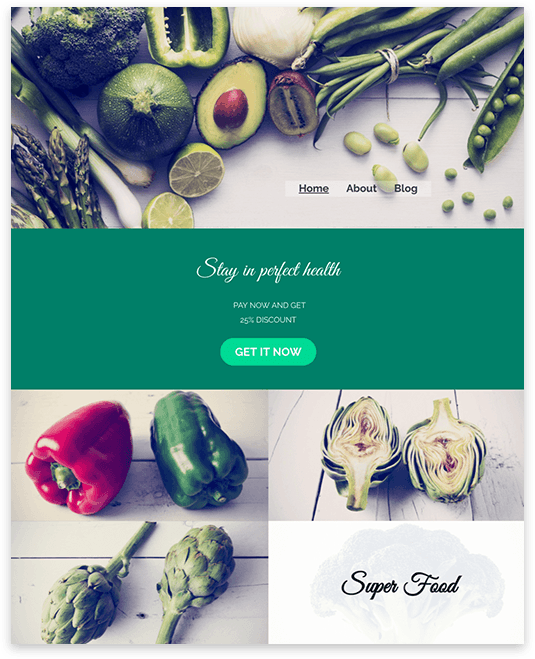 Home About Blog
Stay in perfect health
PAY NOW AND GET
25% DISCOUNT
GET IT NOW
Super Food